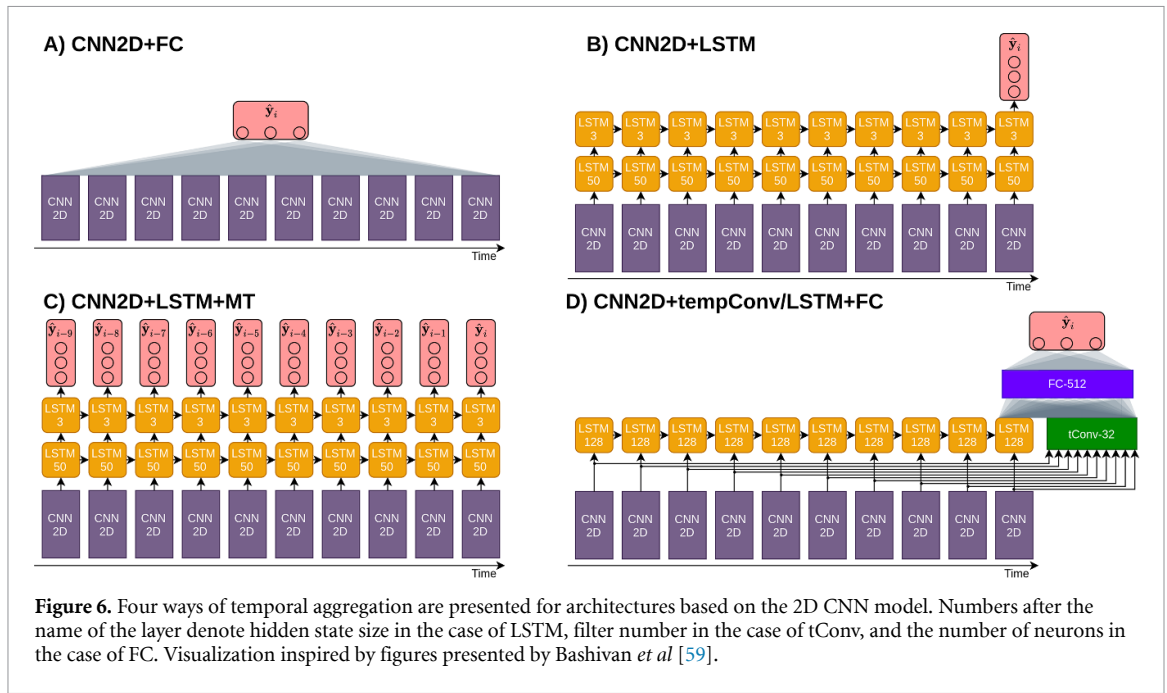 A) CNN2D+FC
ŷᵢ
CNN 2D CNN 2D CNN 2D CNN 2D CNN 2D CNN 2D CNN 2D CNN 2D CNN 2D CNN 2D
Time
B) CNN2D+LSTM
ŷᵢ
LSTM 3 LSTM 3 LSTM 3 LSTM 3 LSTM 3 LSTM 3 LSTM 3 LSTM 3 LSTM 3 LSTM 3
LSTM 50 LSTM 50 LSTM 50 LSTM 50 LSTM 50 LSTM 50 LSTM 50 LSTM 50 LSTM 50 LSTM 50
CNN 2D CNN 2D CNN 2D CNN 2D CNN 2D CNN 2D CNN 2D CNN 2D CNN 2D CNN 2D
Time
C) CNN2D+LSTM+MT
ŷᵢ₋₉ ŷᵢ₋₈ ŷᵢ₋₇ ŷᵢ₋₆ ŷᵢ₋₅ ŷᵢ₋₄ ŷᵢ₋₃ ŷᵢ₋₂ ŷᵢ₋₁ ŷᵢ
LSTM 3 LSTM 3 LSTM 3 LSTM 3 LSTM 3 LSTM 3 LSTM 3 LSTM 3 LSTM 3 LSTM 3
LSTM 50 LSTM 50 LSTM 50 LSTM 50 LSTM 50 LSTM 50 LSTM 50 LSTM 50 LSTM 50 LSTM 50
CNN 2D CNN 2D CNN 2D CNN 2D CNN 2D CNN 2D CNN 2D CNN 2D CNN 2D CNN 2D
Time
D) CNN2D+tempConv/LSTM+FC
ŷᵢ
FC-512
LSTM 128 LSTM 128 LSTM 128 LSTM 128 LSTM 128 LSTM 128 LSTM 128 LSTM 128 LSTM 128 LSTM 128
tConv-32
CNN 2D CNN 2D CNN 2D CNN 2D CNN 2D CNN 2D CNN 2D CNN 2D CNN 2D CNN 2D
Time
Figure 6. Four ways of temporal aggregation are presented for architectures based on the 2D CNN model. Numbers after the
name of the layer denote hidden state size in the case of LSTM, filter number in the case of tConv, and the number of neurons in
the case of FC. Visualization inspired by figures presented by Bashivan et al [59].